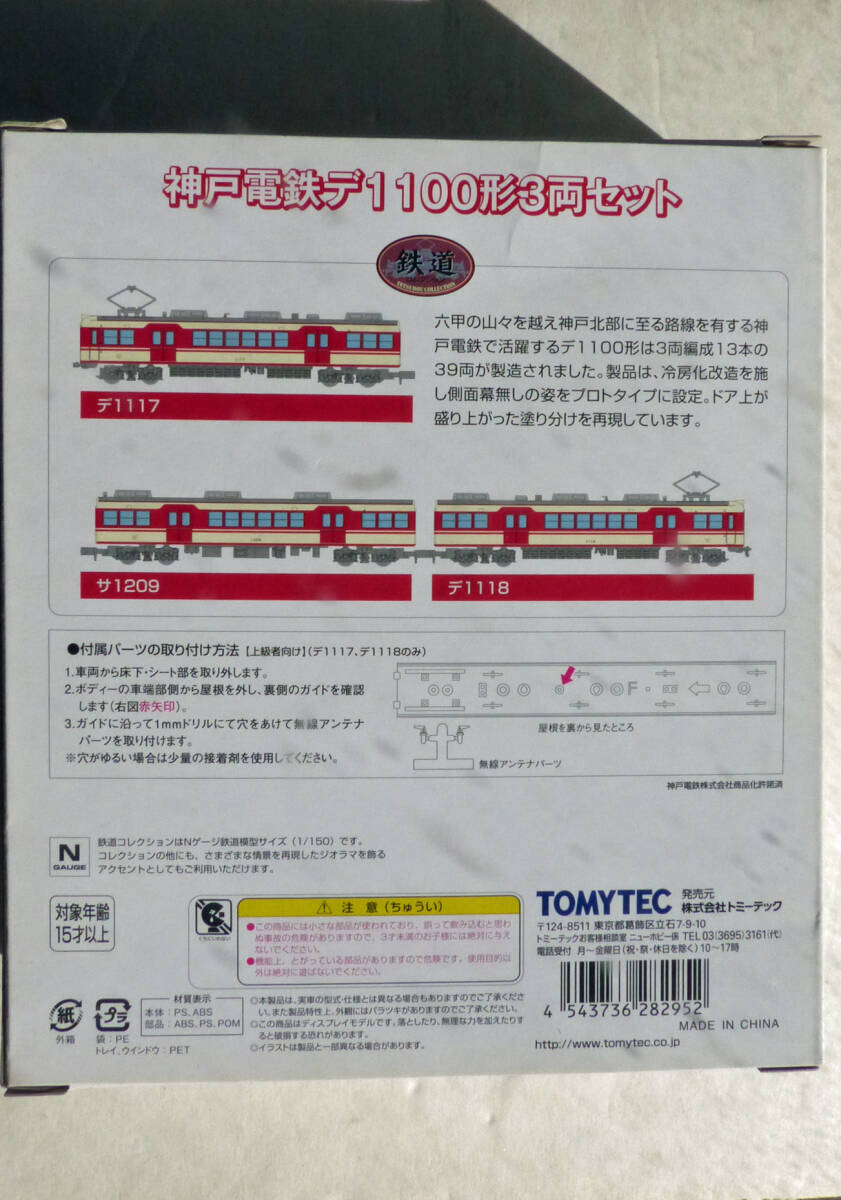 神戸電鉄デ1100形3両セット
鉄道
TETSUDOU COLLECTION
六甲の山々を越え神戸北部に至る路線を有する神
戸電鉄で活躍するデ1100形は3両編成13本の
39両が製造されました。製品は、冷房化改造を施
し側面幕無しの姿をプロトタイプに設定。ドア上が
盛り上がった塗り分けを再現しています。
デ1117
サ1209
デ1118
●付属パーツの取り付け方法【上級者向け】(デ1117、デ1118のみ)
1.車両から床下・シート部を取り外します。
2.ボディーの車端部側から屋根を外し、裏側のガイドを確認
します(右図赤矢印)。
3.ガイドに沿って1mmドリルにて穴をあけて無線アンテナ
パーツを取り付けます。
※穴がゆるい場合は少量の接着剤を使用してください。
F
屋根を裏から見たところ
無線アンテナパーツ
神戸電鉄株式会社商品化許諾済
N
GAUGE
鉄道コレクションはNゲージ鉄道模型サイズ(1/150)です。
コレクションの他にも、さまざまな情景を再現したジオラマを飾る
アクセントとしてもご利用いただけます。
対象年齢
15才以上
くちにいれない
⚠ 注意(ちゅうい)
●この商品には小さな部品が使われており、誤って飲み込むと思わ
ぬ事故の危険がありますので、3才未満のお子様には絶対に与え
ないでください。
●機能上、とがっている部品がありますので危険です。使用目的以
外は絶対に遊ばないでください。
TOMYTEC
発売元
株式会社トミーテック
〒124-8511 東京都葛飾区立石7-9-10
トミーテックお客様相談室 ニューホビー係 TEL 03(3695)3161(代)
電話受付 月〜金曜日(祝・祭・休日を除く)10〜17時
紙
外箱
プラ
袋:PE
トレイ、ウインドウ:PET
材質表示
本体:PS、ABS
部品:ABS、PS、POM
◎本製品は、実車の型式・仕様とは異なる場合もありますのでご了承くださ
い。また製品特性上、外観にはバラツキがありますのでご了承ください。
◎この商品はディスプレイモデルです。落としたり、無理な力を加えたりす
ると破損する恐れがあります。
◎イラストは製品と一部異なる場合があります。
4 543736 282952
MADE IN CHINA
http://www.tomytec.co.jp